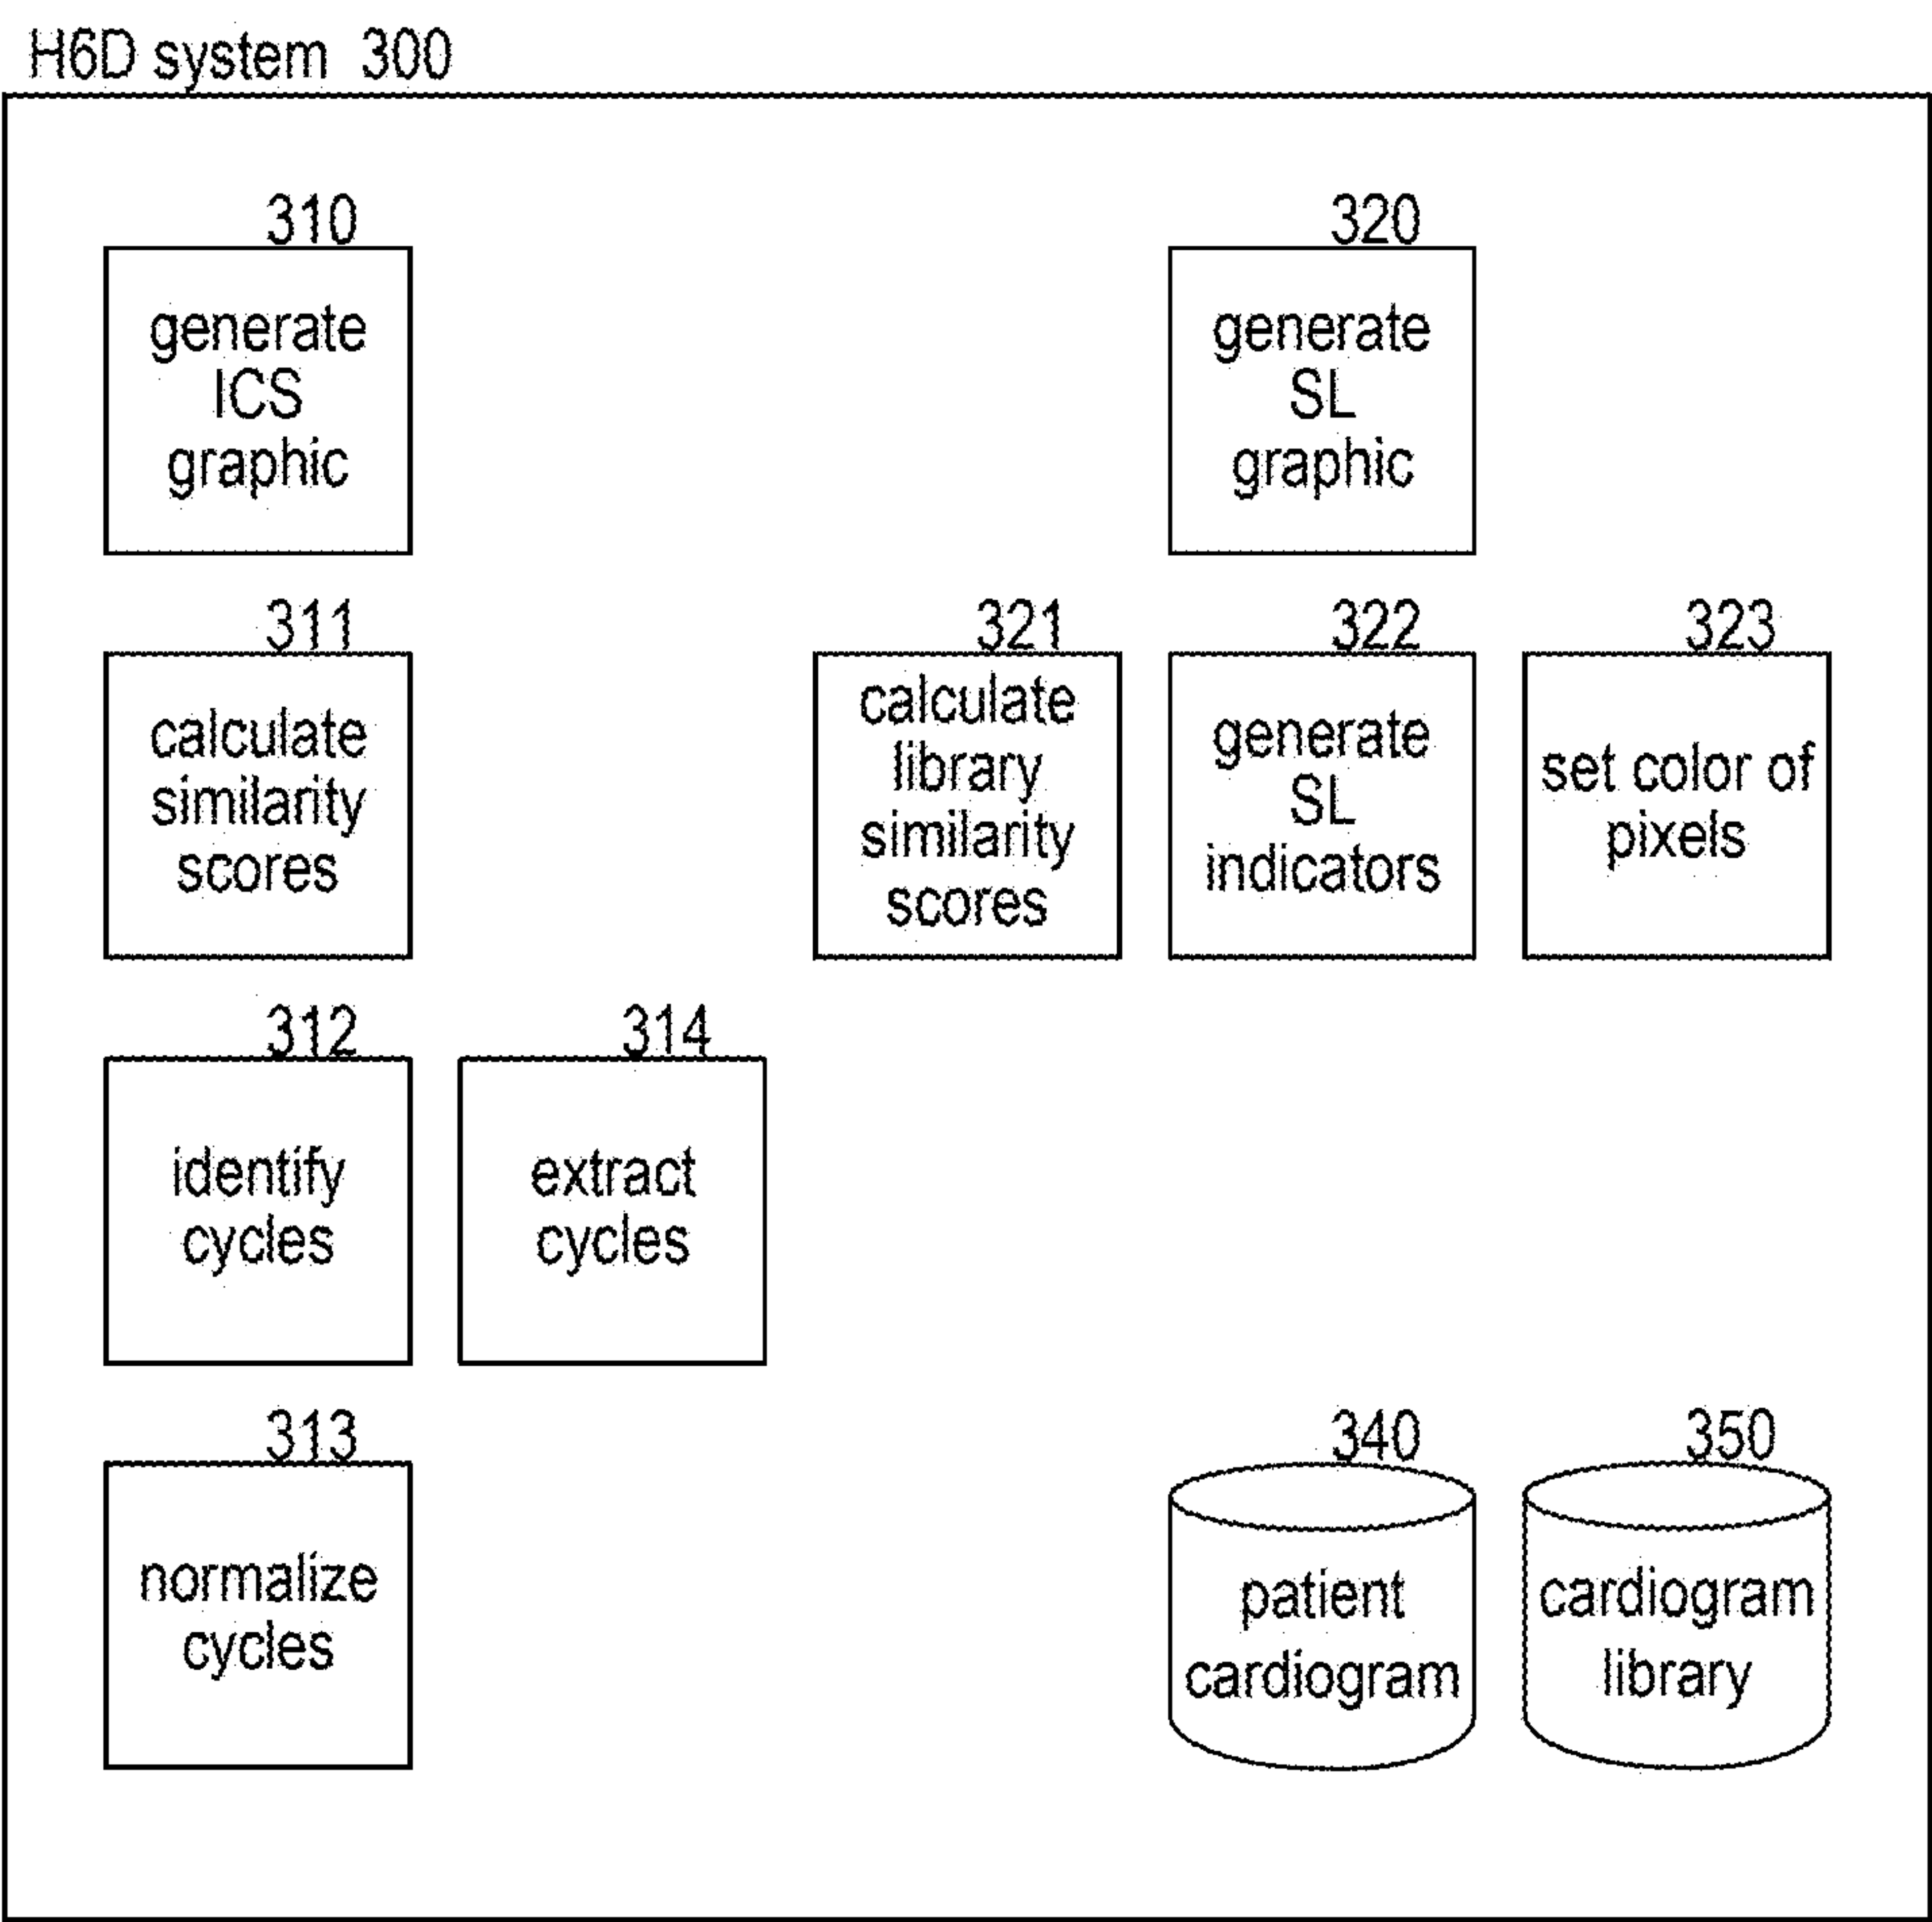 H6D system 300
310
generate
ICS
graphic
320
generate
SL
graphic
311
calculate
similarity
scores
321
calculate
library
similarity
scores
322
generate
SL
indicators
323
set color of
pixels
312
identify
cycles
314
extract
cycles
313
normalize
cycles
340
patient
cardiogram
350
cardiogram
library